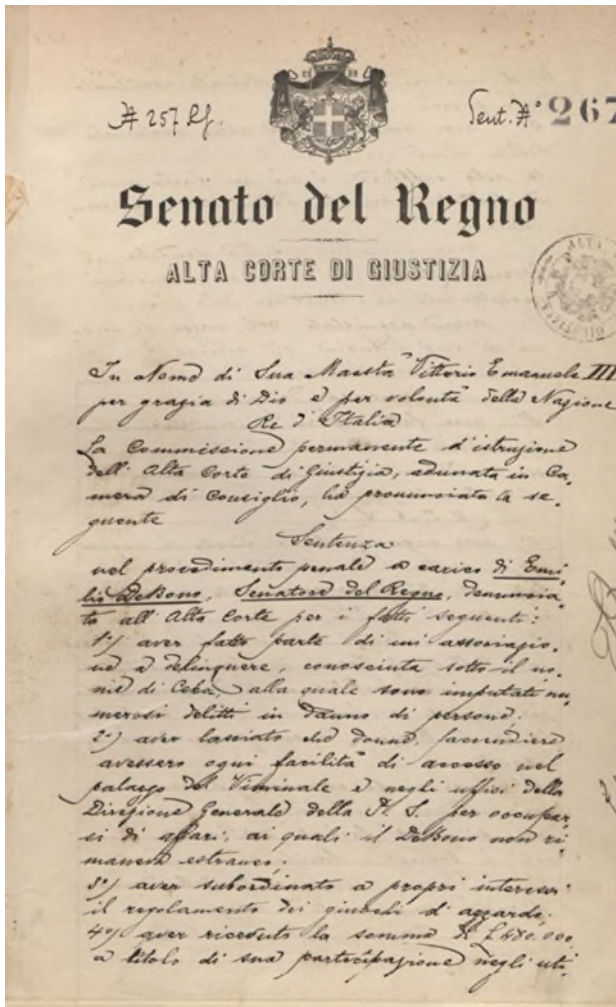 # 257 Rf.
Sent. N° 267
Senato del Regno
ALTA CORTE DI GIUSTIZIA
In Nome di Sua Maestà Vittorio Emanuele III
per grazia di Dio e per volontà della Nazione
Re d'Italia
La Commissione permanente d'istruzione
dell'Alta Corte di Giustizia, adunata in Ca-
mera di Consiglio, ha pronunciato la se-
guente
Sentenza
nel procedimento penale a carico di Emi-
lio DeBono, Senatore del Regno, denuncia-
to all'Alta Corte per i fatti seguenti:
1°) aver fatto parte di un'associazio-
ne a delinquere, conosciuta sotto il no-
me di Ceka, alla quale sono imputati nu-
merosi delitti in danno di persone.
2°) aver lasciato che donne faccendiere
avessero ogni facilità di accesso nel
palazzo del Viminale e negli uffici della
Direzione Generale della P. S. per occupar-
si di affari, ai quali il DeBono non ri-
maneva estraneo;
3°) aver subordinato a propri interessi
il regolamento dei giuochi d'azzardo;
4°) aver ricevuto la somma di £ 480.000
a titolo di sua partecipazione negli uti-